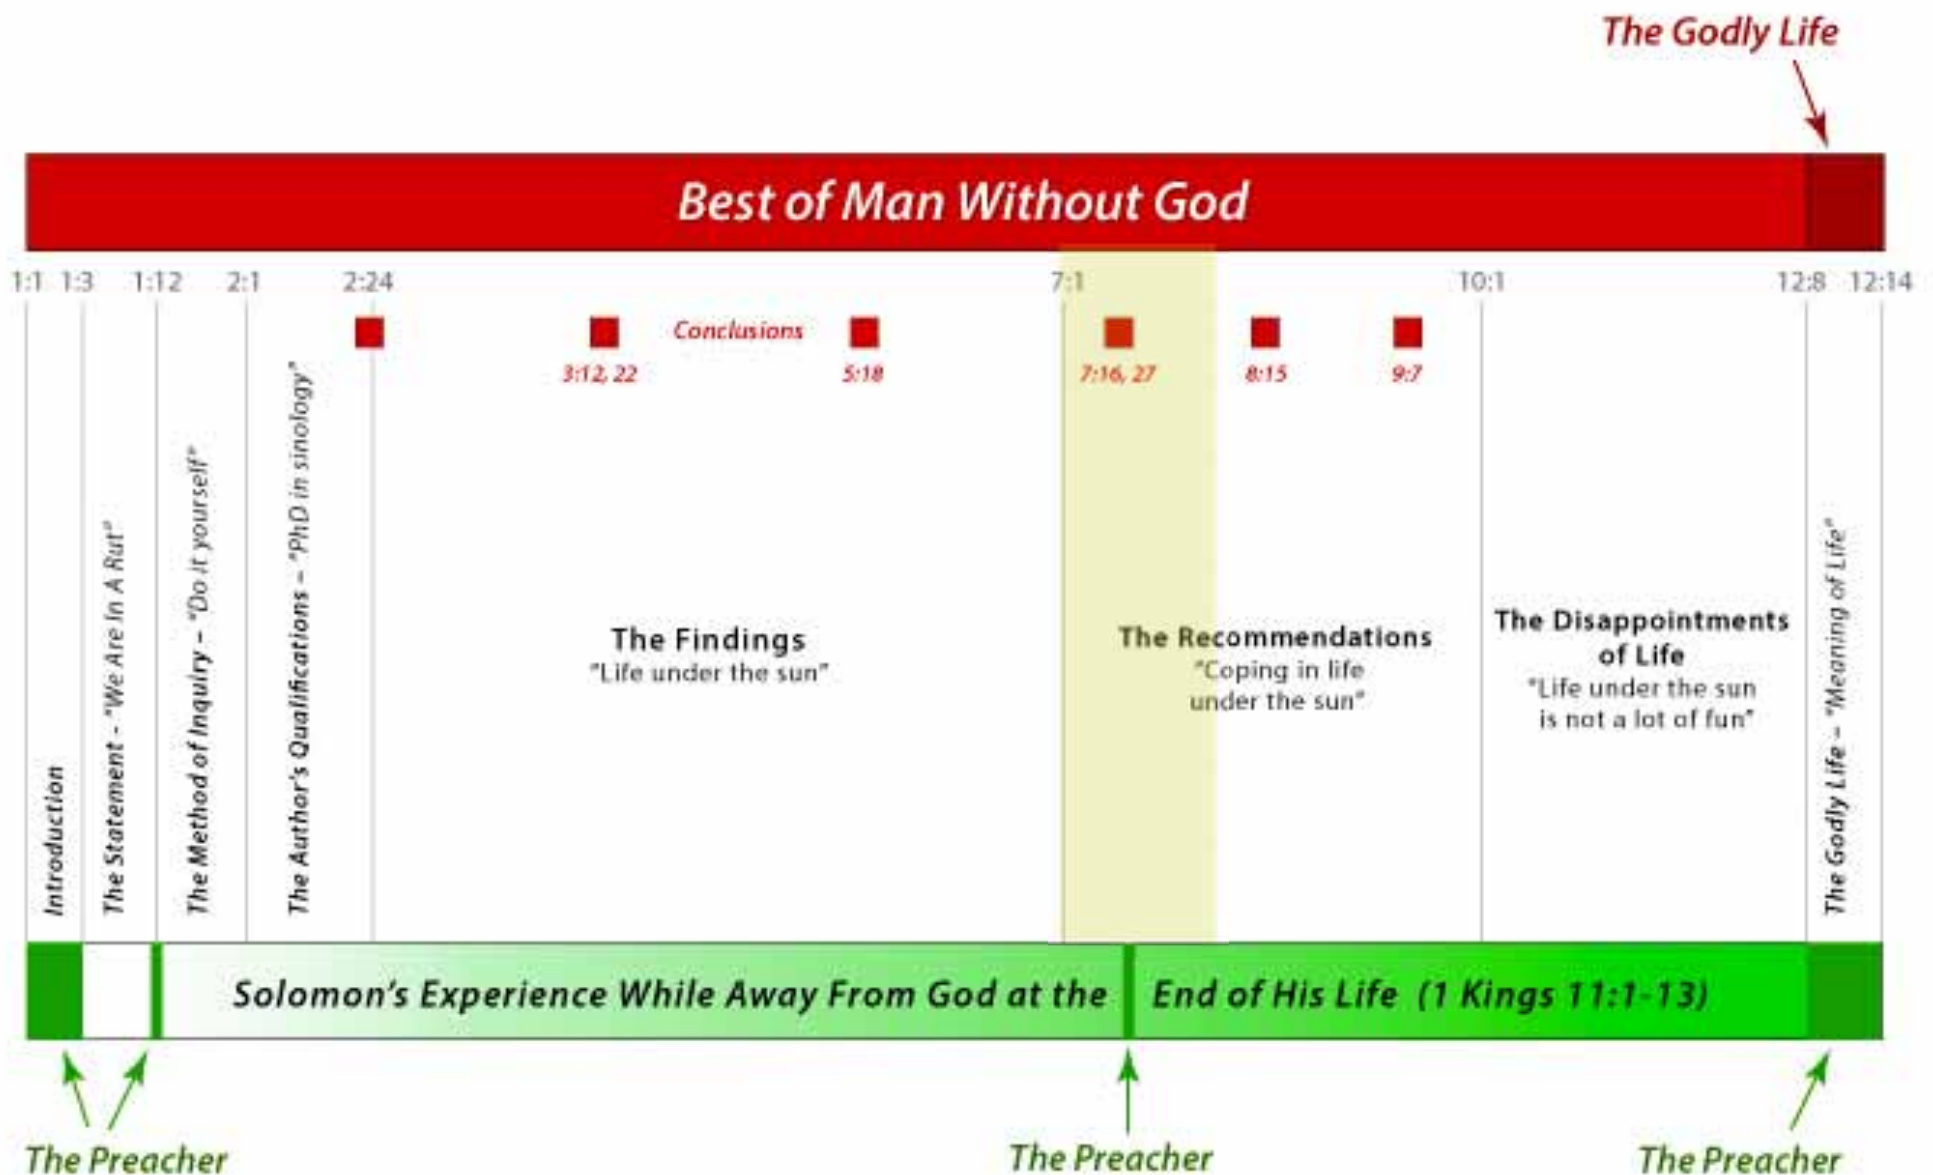 The Godly Life
Best of Man Without God
1:1 1:3 1:12 2:1 2:24 7:1 10:1 12:8 12:14
Conclusions
3:12, 22 5:18 7:16, 27 8:15 9:7
Introduction
The Statement - "We Are In A Rut"
The Method of Inquiry – "Do it yourself"
The Author's Qualifications – "PhD in sinology"
The Findings
"Life under the sun"
The Recommendations
"Coping in life
under the sun"
The Disappointments
of Life
"Life under the sun
is not a lot of fun"
The Godly Life – "Meaning of Life"
Solomon's Experience While Away From God at the End of His Life (1 Kings 11:1-13)
The Preacher
The Preacher
The Preacher